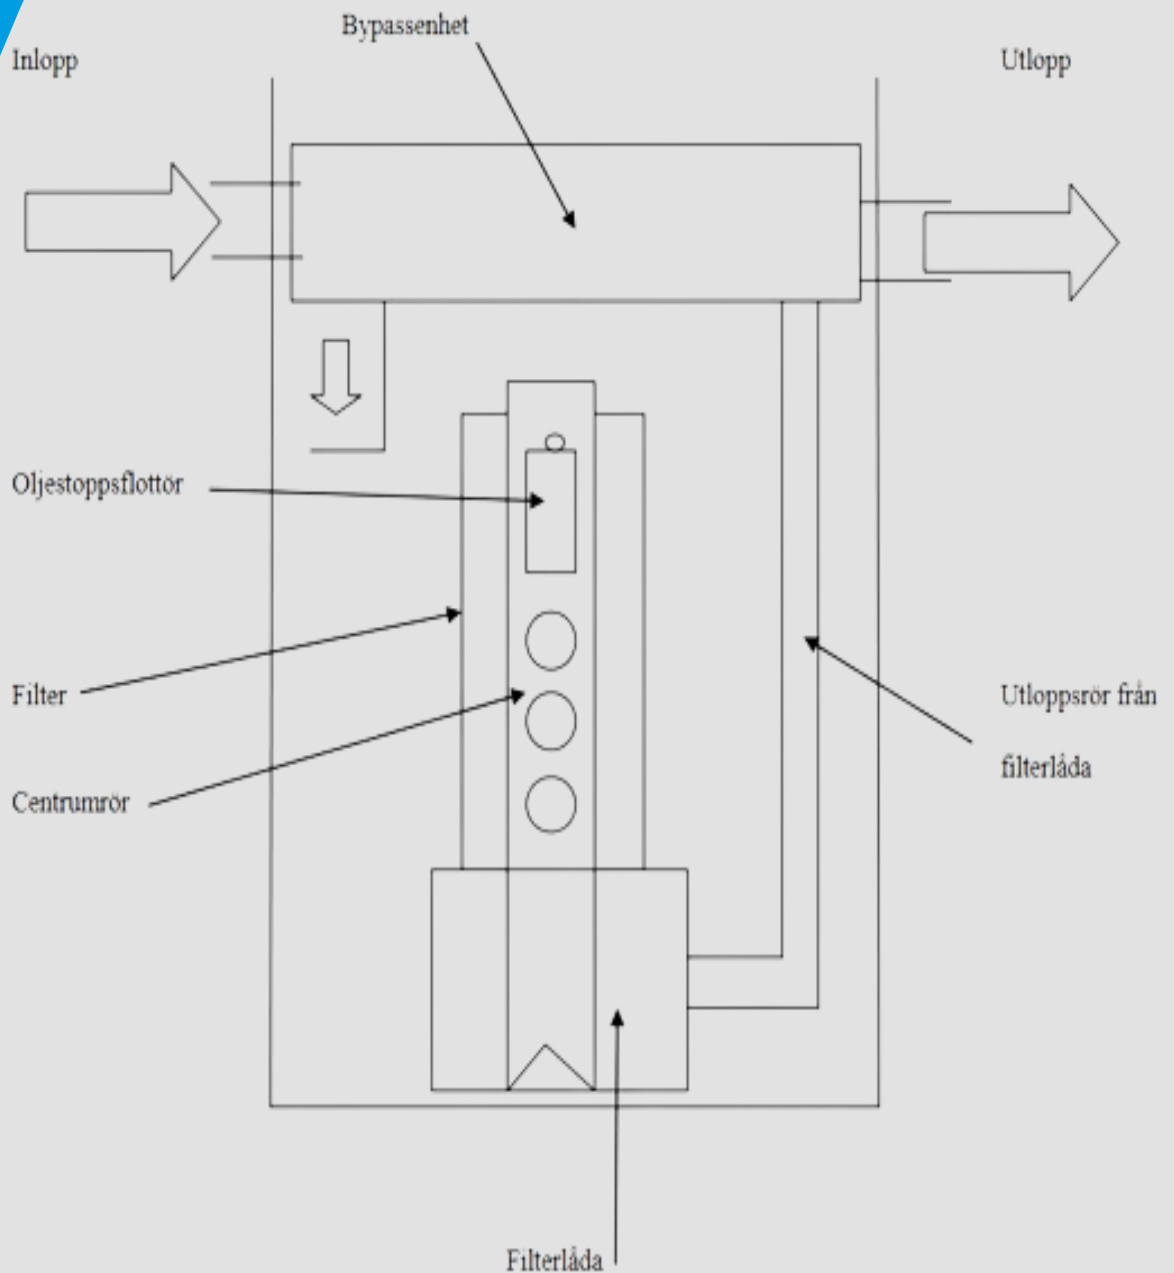 Bypassenhet
Inlopp
Utlopp
Oljestoppsflottör
Filter
Utloppsrör från
filterlåda
Centrumrör
Filterlåda